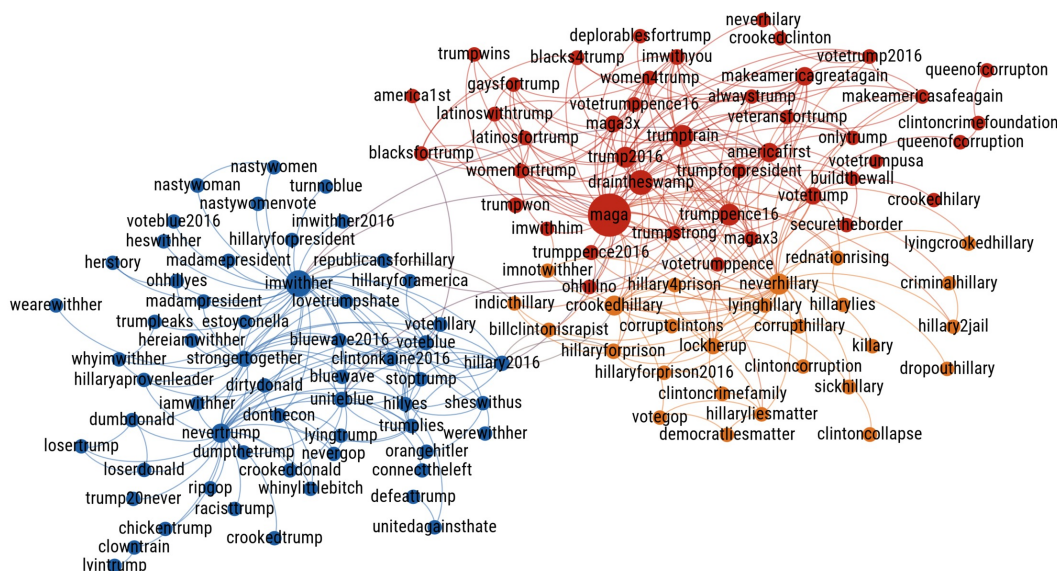 neverhilary
crookedclinton
deplorablesfortrump
trumpwins
blacks4trump
imwithyou
votetrump2016
queenofcorrupton
gaysfortrump
women4trump
makeamericagreatagain
america1st
votetrumppence16
alwaystrump
makeamericasafeagain
latinoswithtrump
maga3x
veteransfortrump
clintoncrimefoundation
latinosfortrump
trumptrain
onlytrump
queenofcorruption
blacksfortrump
trump2016
americafirst
votetrumpusa
womenfortrump
trumpforpresident
buildthewall
draintheswamp
votetrump
crookedhilary
trumpwon
maga
trumppence16
imwithhim
trumpstrong
magax3
securetheborder
trumppence2016
lyingcrookedhillary
votetrumppence
rednationrising
imnotwithher
ohhilno
hillary4prison
neverhillary
criminalhillary
indicthillary
crookedhillary
lyinghillary
hillarylies
billclintonisrapist
corruptclintons
corrupthillary
hillary2jail
hillaryforprison
lockherup
killary
hillaryforprison2016
clintoncorruption
dropouthillary
clintoncrimefamily
sickhillary
votegop
hillaryliesmatter
democratliesmatter
clintoncollapse
nastywomen
nastywoman
turnncblue
nastywomenvote
voteblue2016
imwithher2016
heswithher
hillaryforpresident
herstory
madamepresident
republicansforhillary
ohhillyes
imwithher
hillaryforamerica
wearewithher
madampresident
lovetrumpshate
trumpleaks
estoyconella
votehillary
hereiamwither
bluewave2016
voteblue
whyimwithher
strongertogether
clintonkaine2016
hillary2016
hillaryaprovenleader
dirtydonald
bluewave
stoptrump
iamwither
uniteblue
hillyes
sheswithus
dumbdonald
donthecon
trumplies
nevertrump
lyingtrump
werewithher
losertrump
dumpthetrump
nevergop
orangehitler
loserdonald
crookeddonald
connecttheleft
trump20never
ripgop
whinylittlebitch
defeattrump
racisttrump
chickentrump
unitedagainsthate
clowntrain
crookedtrump
lyintrump